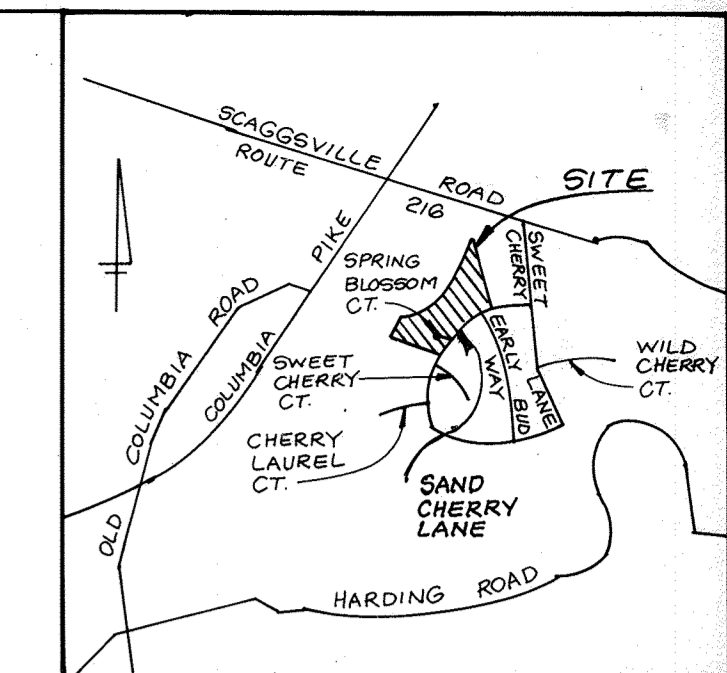 SCAGGSVILLE ROAD
ROUTE 216
SITE
PIKE
COLUMBIA
SPRING
BLOSSOM
CT.
SWEET
CHERRY
LANE
EARLY BUD
WAY
OLD COLUMBIA ROAD
SWEET
CHERRY
CT.
WILD
CHERRY
CT.
CHERRY
LAUREL
CT.
SAND
CHERRY
LANE
HARDING ROAD